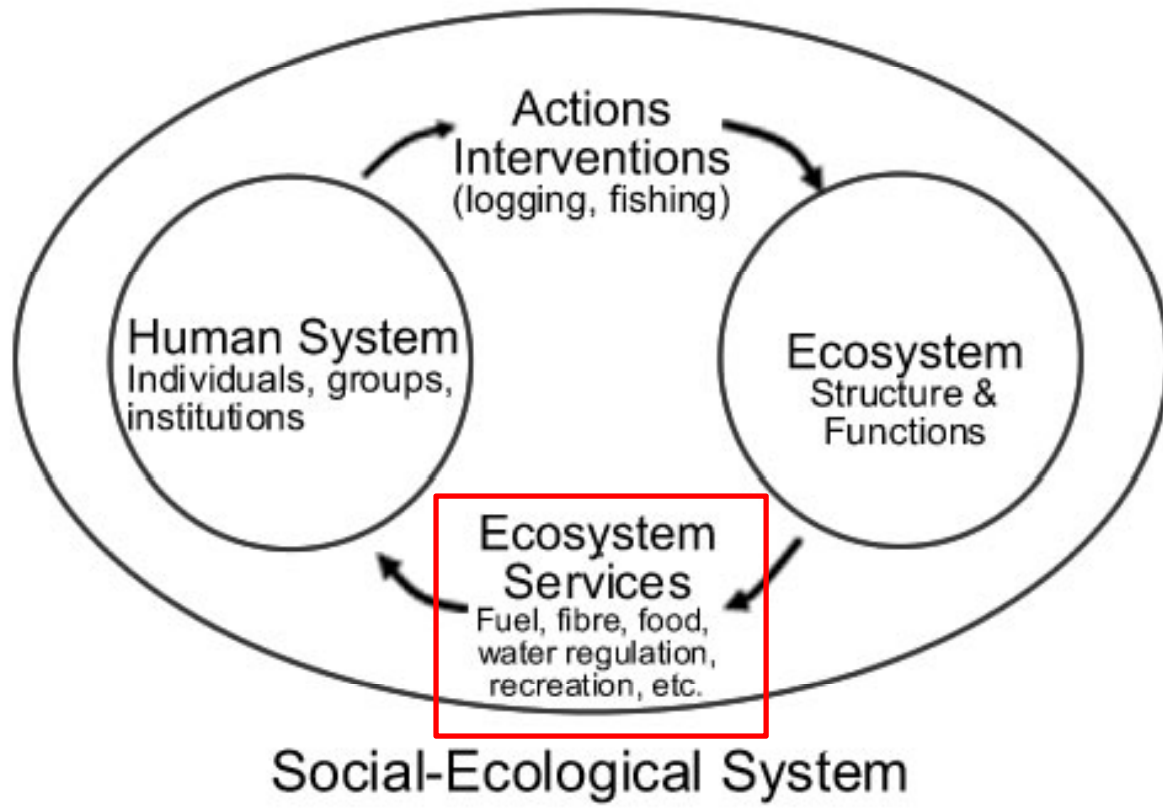 Actions
Interventions
(logging, fishing)
Human System
Individuals, groups,
institutions
Ecosystem
Structure &
Functions
Ecosystem
Services
Fuel, fibre, food,
water regulation,
recreation, etc.
Social-Ecological System